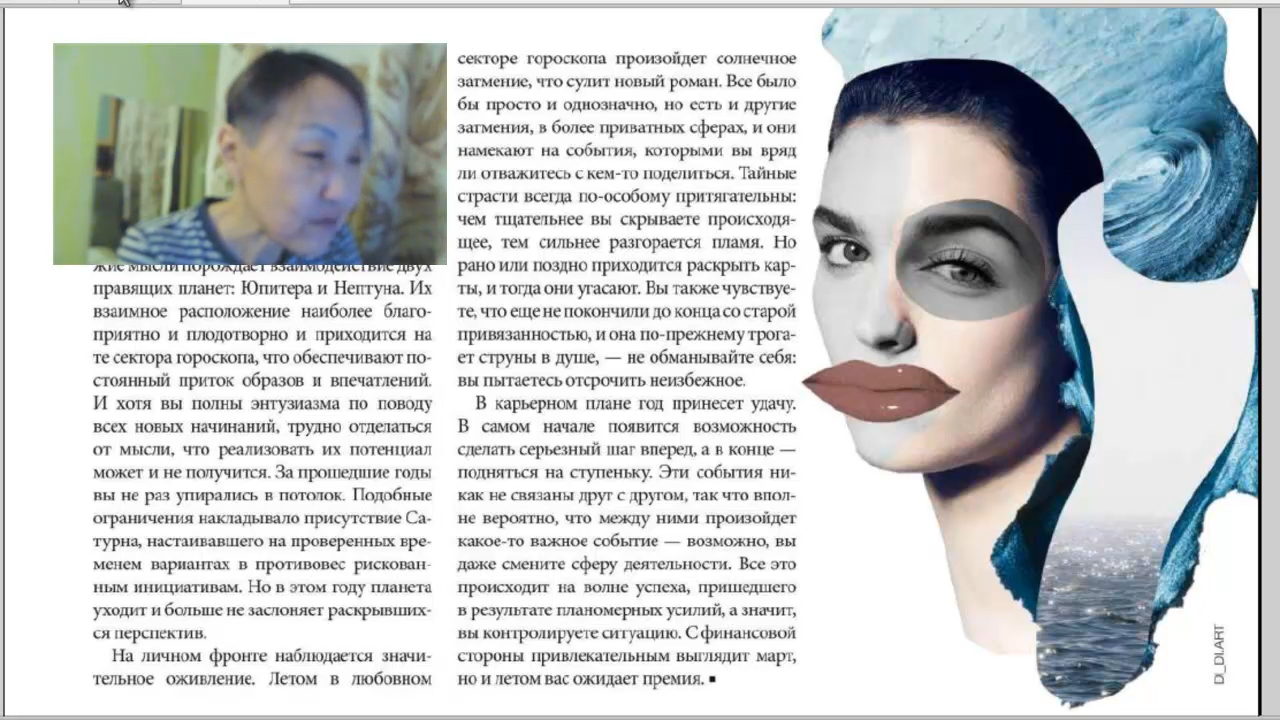 жие мысли порождает взаимодействие двух
правящих планет: Юпитера и Нептуна. Их
взаимное расположение наиболее благо-
приятно и плодотворно и приходится на
те сектора гороскопа, что обеспечивают по-
стоянный приток образов и впечатлений.
И хотя вы полны энтузиазма по поводу
всех новых начинаний, трудно отделаться
от мысли, что реализовать их потенциал
может и не получится. За прошедшие годы
вы не раз упирались в потолок. Подобные
ограничения накладывало присутствие Са-
турна, настаивавшего на проверенных вре-
менем вариантах в противовес рискован-
ным инициативам. Но в этом году планета
уходит и больше не заслоняет раскрывших-
ся перспектив.
На личном фронте наблюдается значи-
тельное оживление. Летом в любовном
секторе гороскопа произойдет солнечное
затмение, что сулит новый роман. Все было
бы просто и однозначно, но есть и другие
затмения, в более приватных сферах, и они
намекают на события, которыми вы вряд
ли отважитесь с кем-то поделиться. Тайные
страсти всегда по-особому притягательны:
чем тщательнее вы скрываете происходя-
щее, тем сильнее разгорается пламя. Но
рано или поздно приходится раскрыть кар-
ты, и тогда они угасают. Вы также чувствуе-
те, что еще не покончили до конца со старой
привязанностью, и она по-прежнему трога-
ет струны в душе, — не обманывайте себя:
вы пытаетесь отсрочить неизбежное.
В карьерном плане год принесет удачу.
В самом начале появится возможность
сделать серьезный шаг вперед, а в конце —
подняться на ступеньку. Эти события ни-
как не связаны друг с другом, так что впол-
не вероятно, что между ними произойдет
какое-то важное событие — возможно, вы
даже смените сферу деятельности. Все это
происходит на волне успеха, пришедшего
в результате планомерных усилий, а значит,
вы контролируете ситуацию. С финансовой
стороны привлекательным выглядит март,
но и летом вас ожидает премия. ■
D_DI.ART